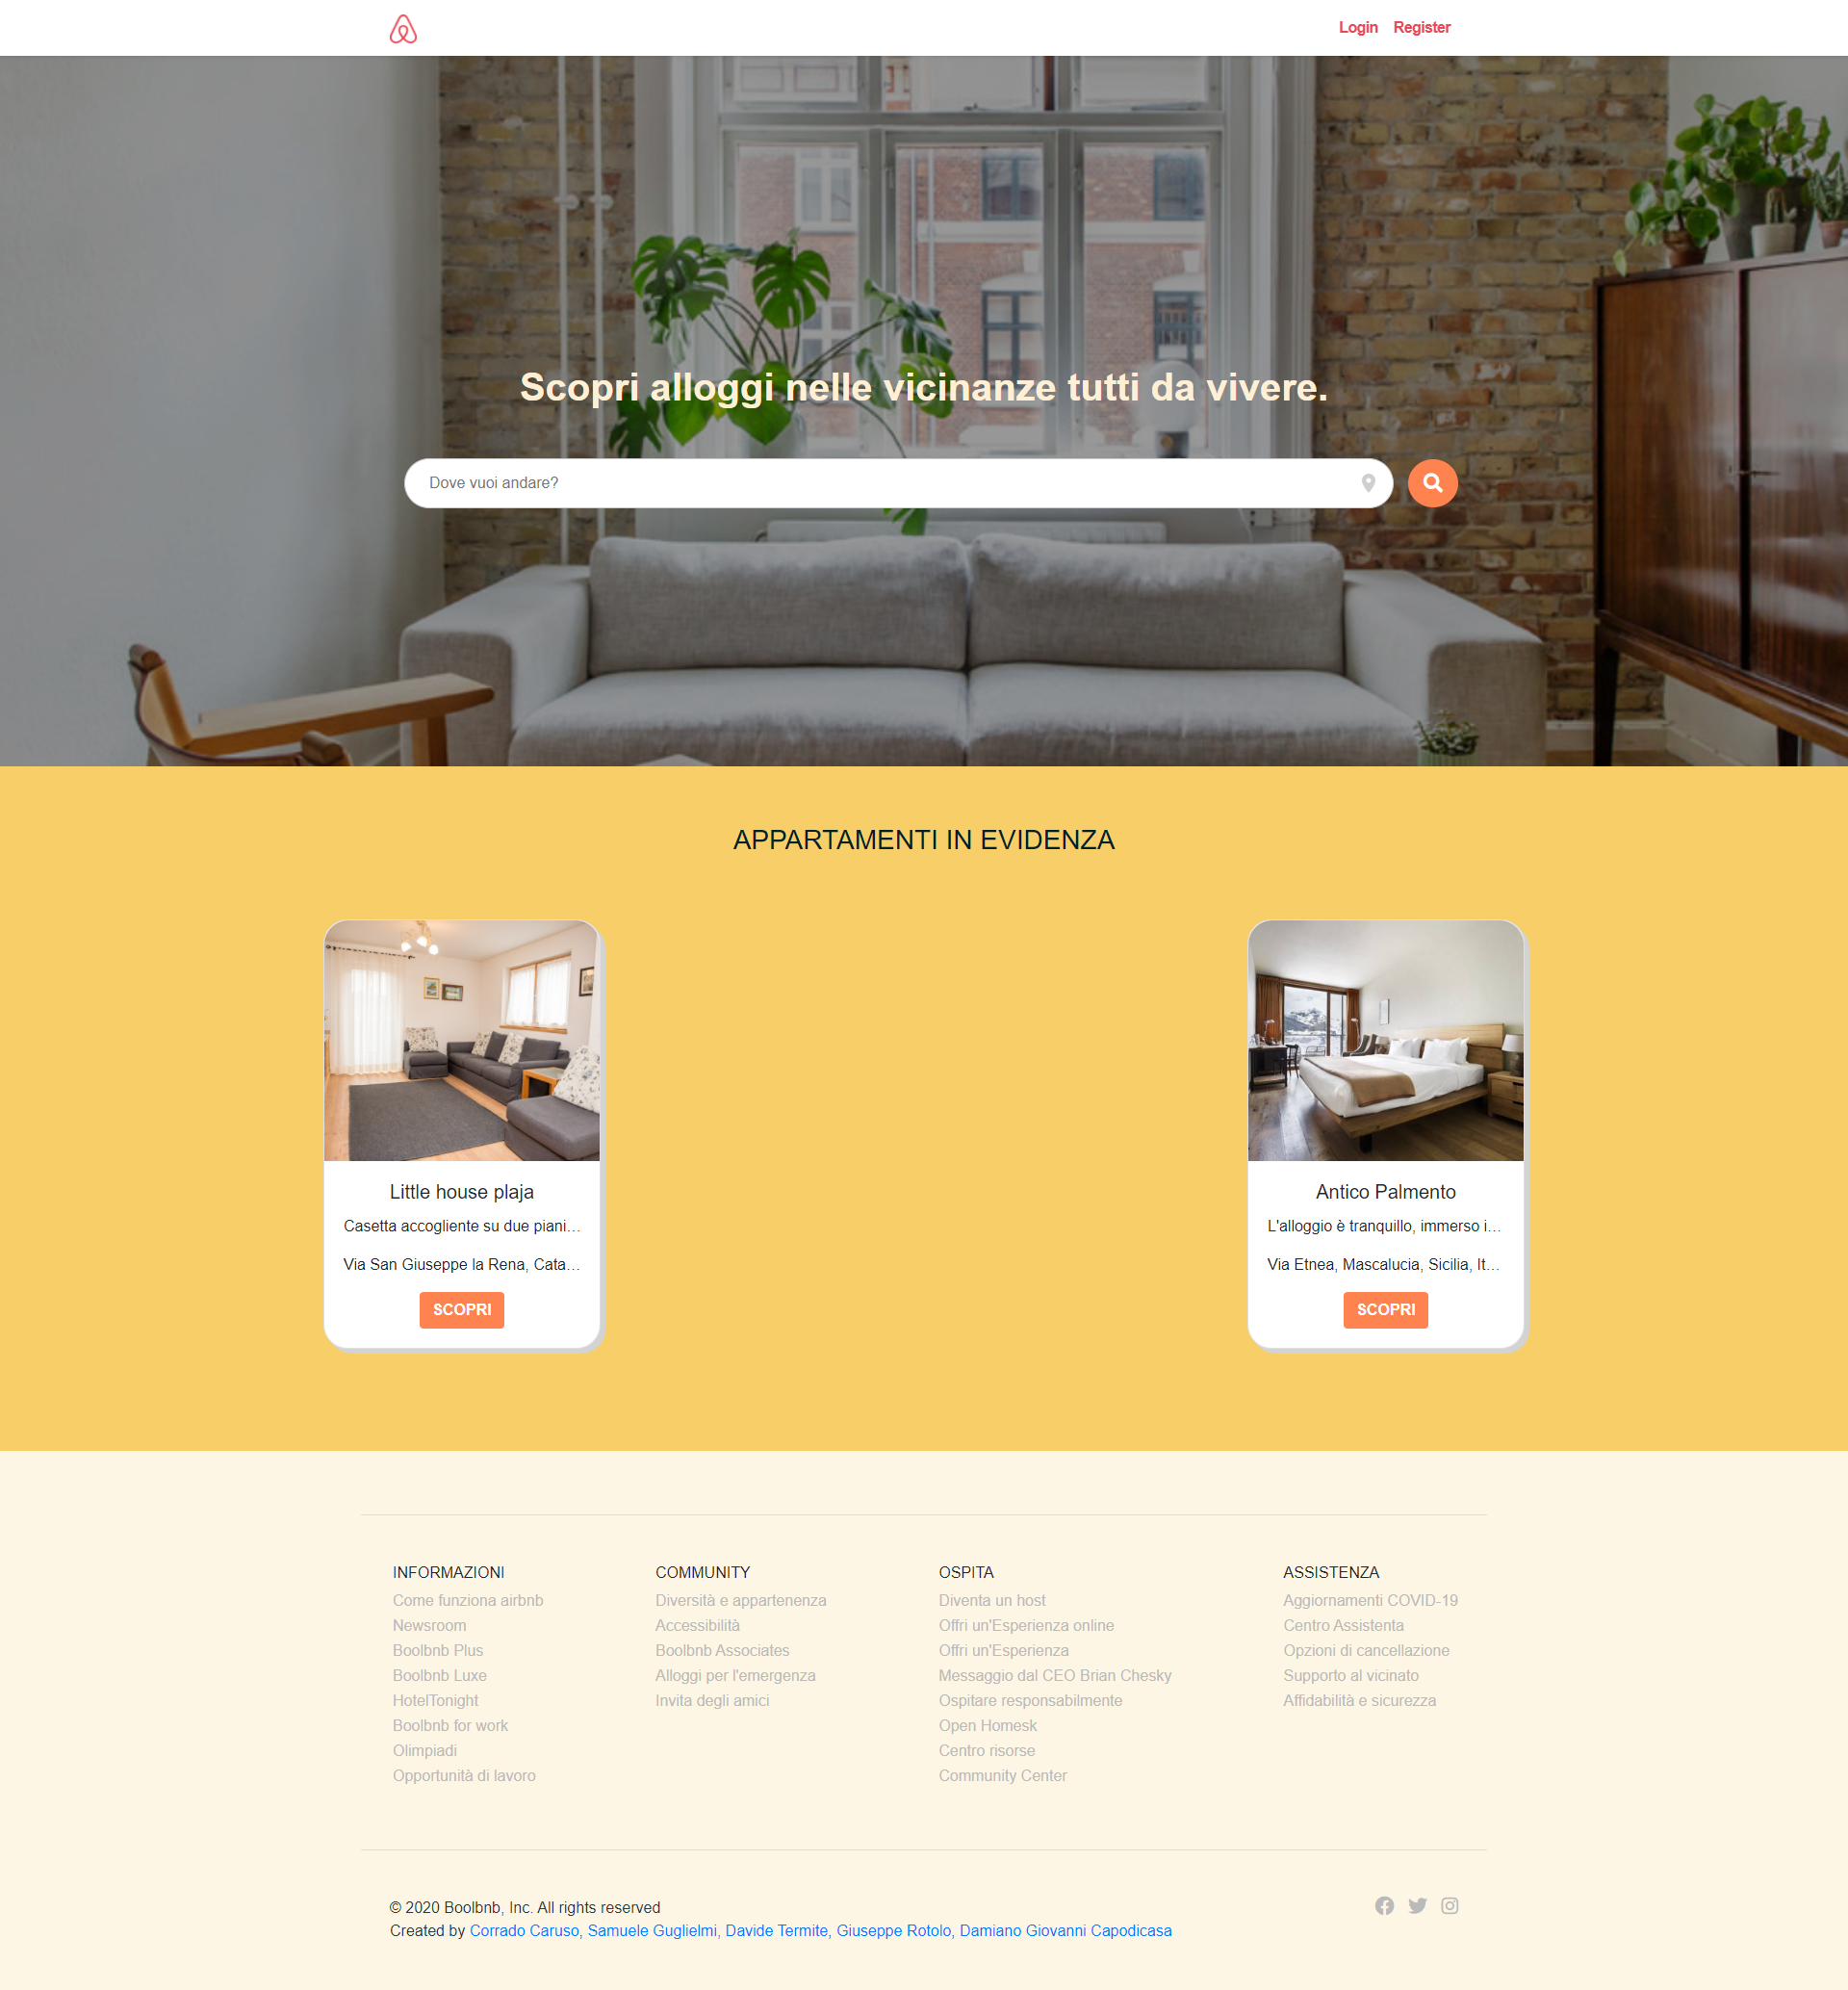 Login Register
Scopri alloggi nelle vicinanze tutti da vivere.
Dove vuoi andare?
APPARTAMENTI IN EVIDENZA
Little house plaja
Casetta accogliente su due piani...
Via San Giuseppe la Rena, Cata...
SCOPRI
Antico Palmento
L'alloggio è tranquillo, immerso i...
Via Etnea, Mascalucia, Sicilia, It...
SCOPRI
INFORMAZIONI
Come funziona airbnb
Newsroom
Boolbnb Plus
Boolbnb Luxe
HotelTonight
Boolbnb for work
Olimpiadi
Opportunità di lavoro
COMMUNITY
Diversità e appartenenza
Accessibilità
Boolbnb Associates
Alloggi per l'emergenza
Invita degli amici
OSPITA
Diventa un host
Offri un'Esperienza online
Offri un'Esperienza
Messaggio dal CEO Brian Chesky
Ospitare responsabilmente
Open Homesk
Centro risorse
Community Center
ASSISTENZA
Aggiornamenti COVID-19
Centro Assistenta
Opzioni di cancellazione
Supporto al vicinato
Affidabilità e sicurezza
© 2020 Boolbnb, Inc. All rights reserved
Created by Corrado Caruso, Samuele Guglielmi, Davide Termite, Giuseppe Rotolo, Damiano Giovanni Capodicasa